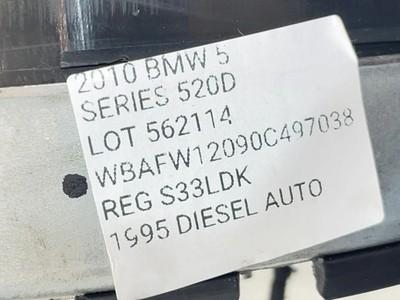 2010 BMW 5
SERIES 520D
LOT 562114
WBAFW12090C497038
REG S33LDK
1995 DIESEL AUTO